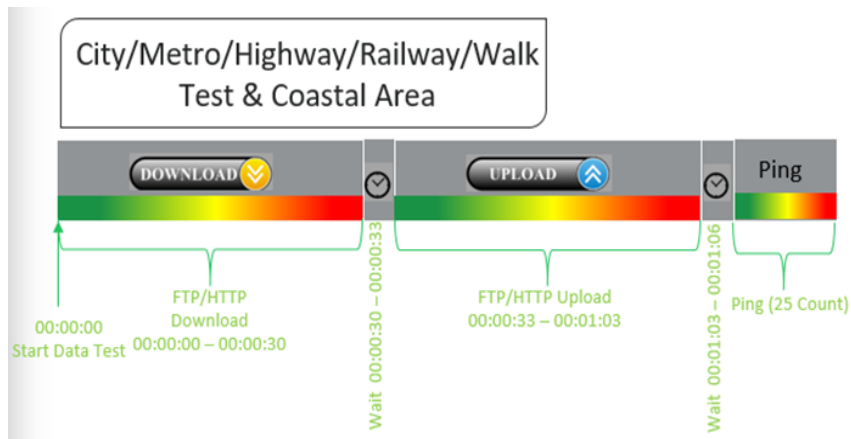 City/Metro/Highway/Railway/Walk
Test & Coastal Area
DOWNLOAD
UPLOAD
Ping
00:00:00
Start Data Test
FTP/HTTP
Download
00:00:00 – 00:00:30
Wait 00:00:30 – 00:00:33
FTP/HTTP Upload
00:00:33 – 00:01:03
Wait 00:01:03 – 00:01:06
Ping (25 Count)